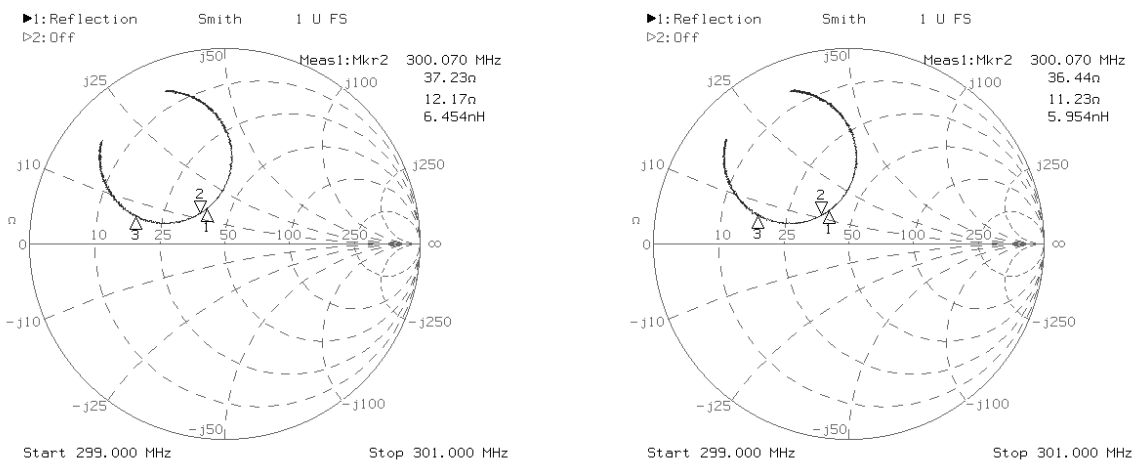 ►1:Reflection Smith 1 U FS
▷2:Off
Meas1:Mkr2 300.070 MHz
37.23Ω
12.17Ω
6.454nH
j50
j25
j100
j10
j250
Ω
2
3
1
0 10 25 50 100 250 ∞
-j10
-j250
-j25
-j100
-j50
Start 299.000 MHz Stop 301.000 MHz
►1:Reflection Smith 1 U FS
▷2:Off
Meas1:Mkr2 300.070 MHz
36.44Ω
11.23Ω
5.954nH
j50
j25
j100
j10
j250
Ω
2
3
1
0 10 25 50 100 250 ∞
-j10
-j250
-j25
-j100
-j50
Start 299.000 MHz Stop 301.000 MHz